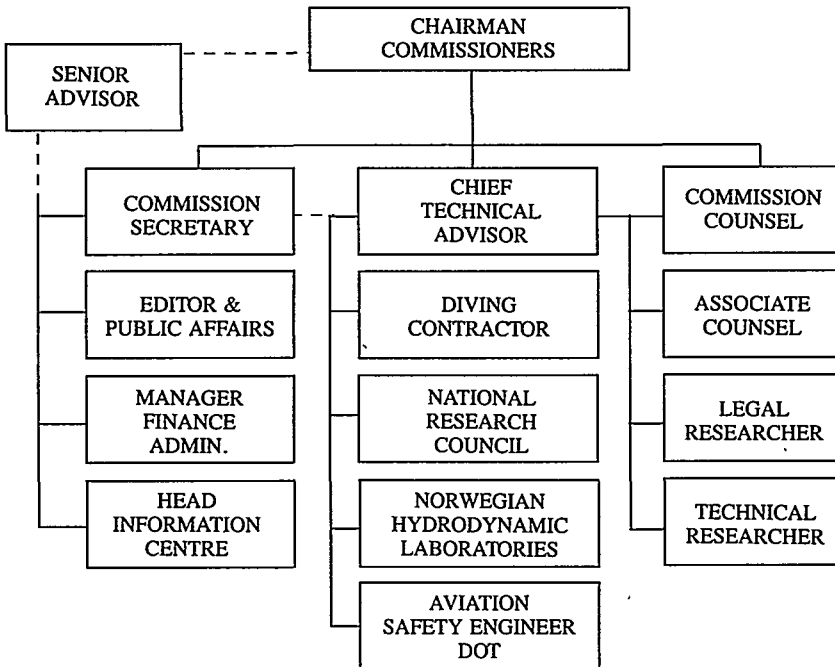 CHAIRMAN
COMMISSIONERS
SENIOR
ADVISOR
COMMISSION
SECRETARY
CHIEF
TECHNICAL
ADVISOR
COMMISSION
COUNSEL
EDITOR &
PUBLIC AFFAIRS
DIVING
CONTRACTOR
ASSOCIATE
COUNSEL
MANAGER
FINANCE
ADMIN.
NATIONAL
RESEARCH
COUNCIL
LEGAL
RESEARCHER
HEAD
INFORMATION
CENTRE
NORWEGIAN
HYDRODYNAMIC
LABORATORIES
TECHNICAL
RESEARCHER
AVIATION
SAFETY ENGINEER
DOT